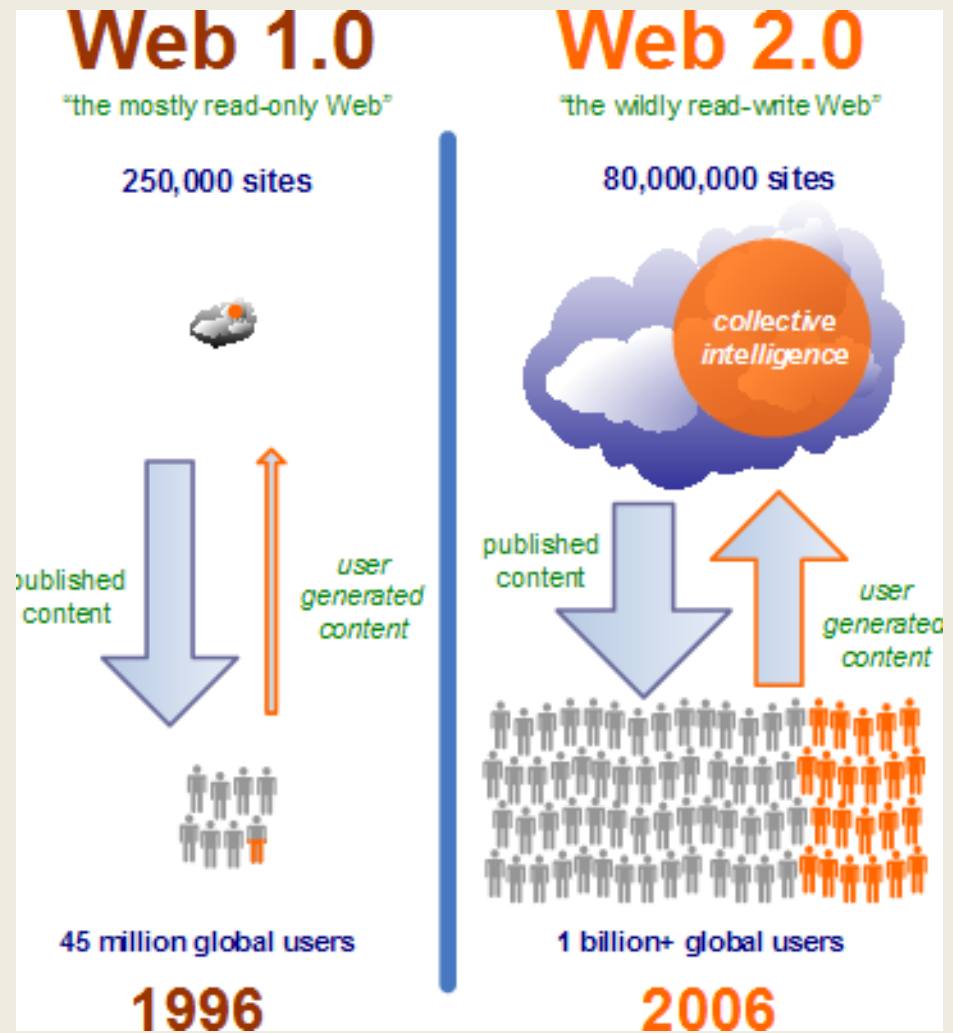 Web 1.0
"the mostly read-only Web"
250,000 sites
published
content
user
generated
content
45 million global users
1996
Web 2.0
"the wildly read-write Web"
80,000,000 sites
collective
intelligence
published
content
user
generated
content
1 billion+ global users
2006